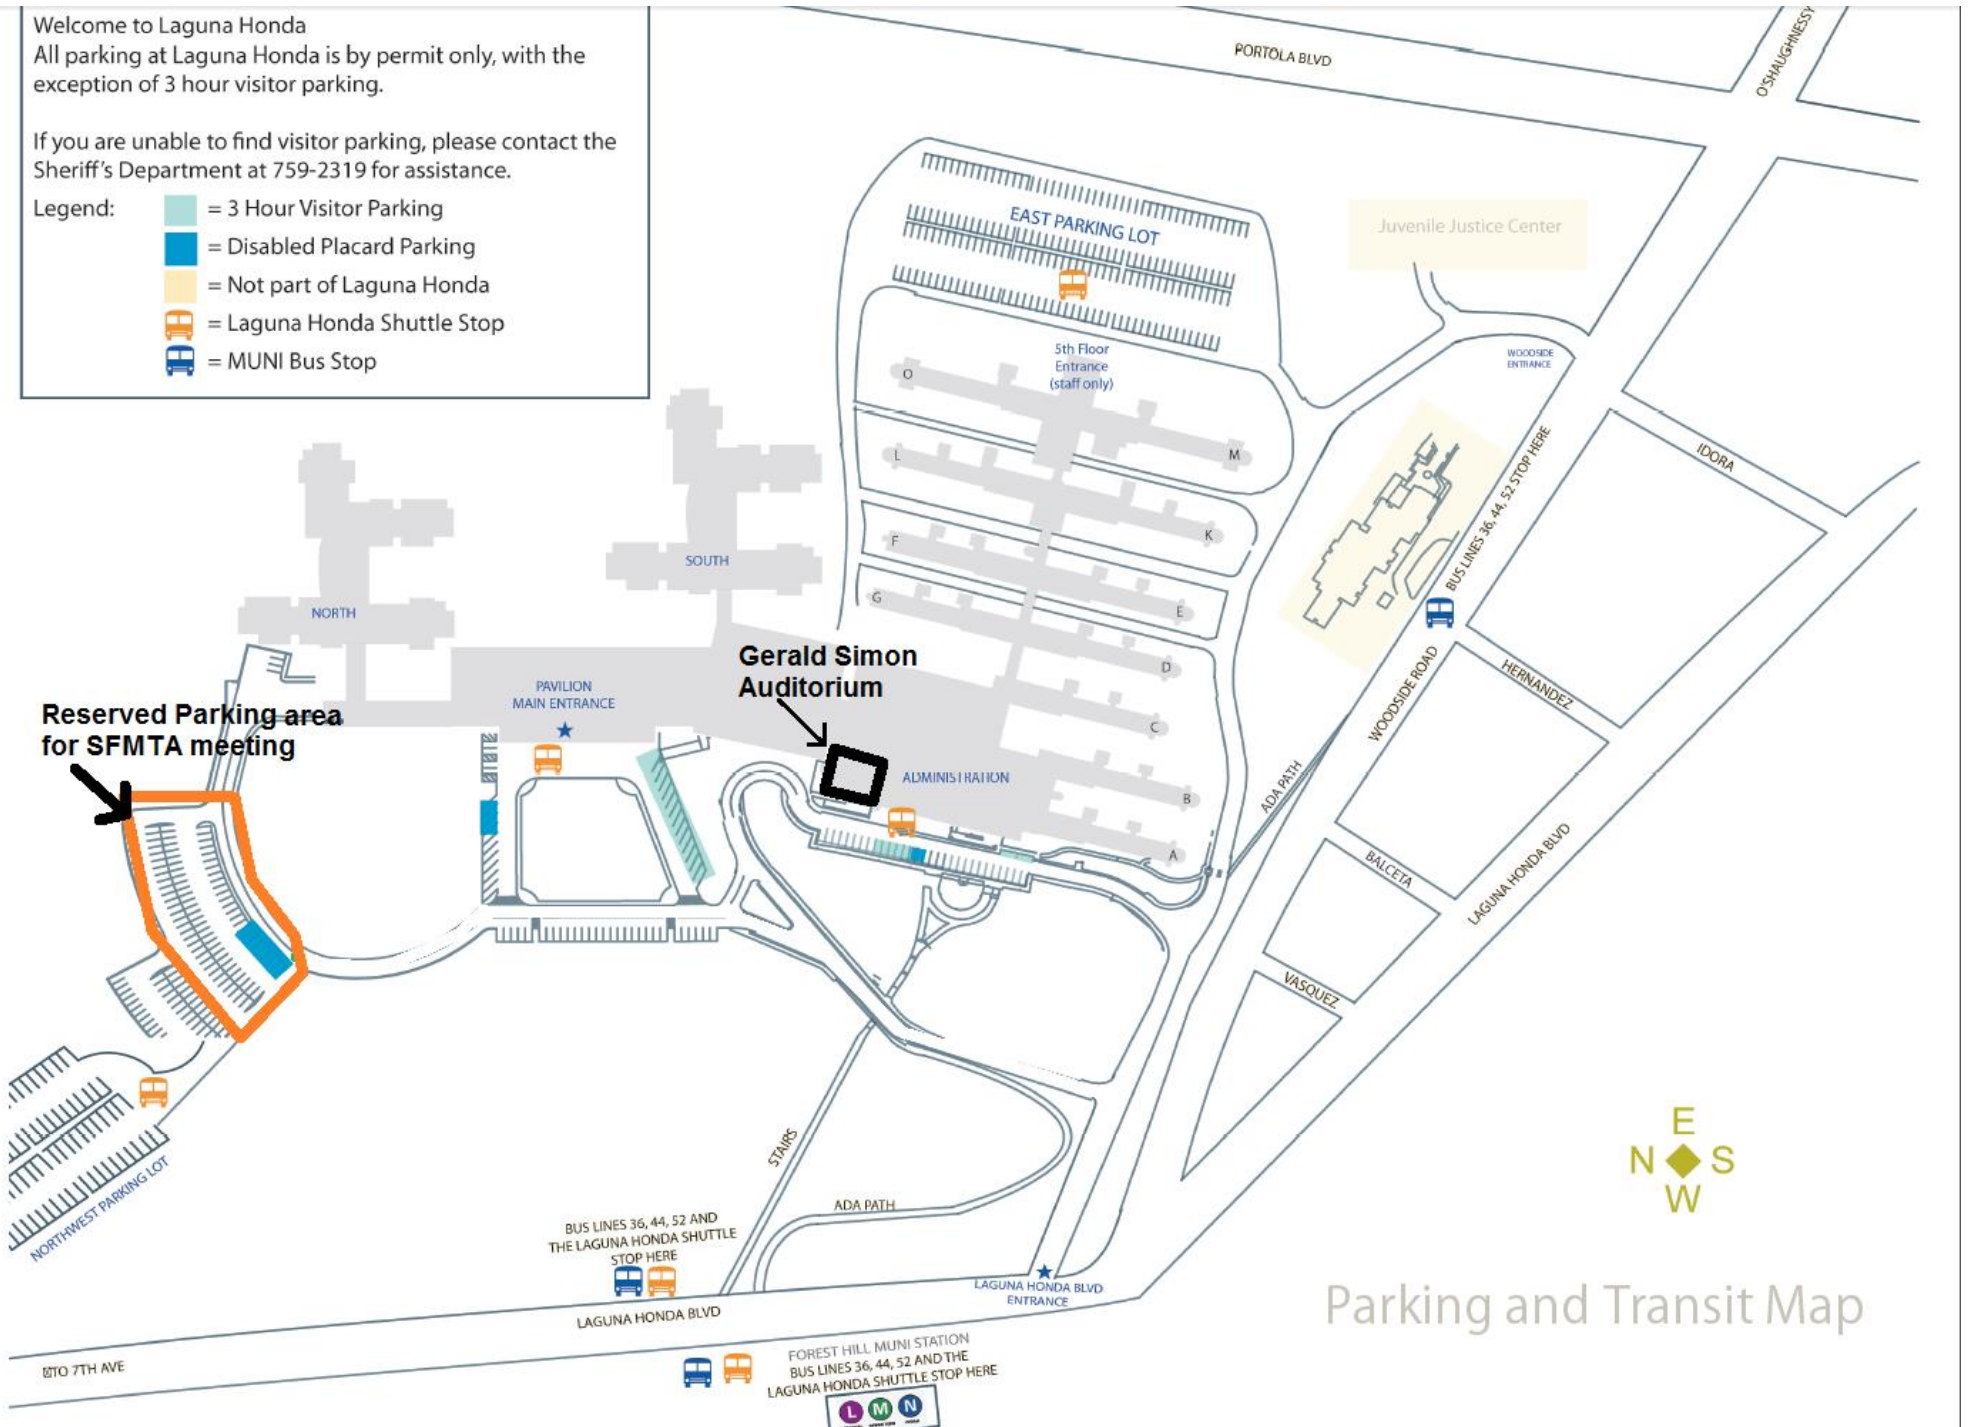 Welcome to Laguna Honda
All parking at Laguna Honda is by permit only, with the
exception of 3 hour visitor parking.
If you are unable to find visitor parking, please contact the
Sheriff's Department at 759-2319 for assistance.
Legend:
= 3 Hour Visitor Parking
= Disabled Placard Parking
= Not part of Laguna Honda
= Laguna Honda Shuttle Stop
= MUNI Bus Stop
PORTOLA BLVD
O'SHAUGHNESSY
EAST PARKING LOT
Juvenile Justice Center
5th Floor
Entrance
(staff only)
WOODSIDE
ENTRANCE
O
M
L
K
F
E
G
D
C
B
A
IDORA
BUS LINES 36, 44, 52 STOP HERE
SOUTH
NORTH
Gerald Simon
Auditorium
PAVILION
MAIN ENTRANCE
Reserved Parking area
for SFMTA meeting
ADMINISTRATION
WOODSIDE ROAD
HERNANDEZ
ADA PATH
BALCETA
LAGUNA HONDA BLVD
VASQUEZ
NORTHWEST PARKING LOT
STAIRS
ADA PATH
BUS LINES 36, 44, 52 AND
THE LAGUNA HONDA SHUTTLE
STOP HERE
LAGUNA HONDA BLVD
ENTRANCE
LAGUNA HONDA BLVD
TO 7TH AVE
FOREST HILL MUNI STATION
BUS LINES 36, 44, 52 AND THE
LAGUNA HONDA SHUTTLE STOP HERE
L M N
E
N S
W
Parking and Transit Map